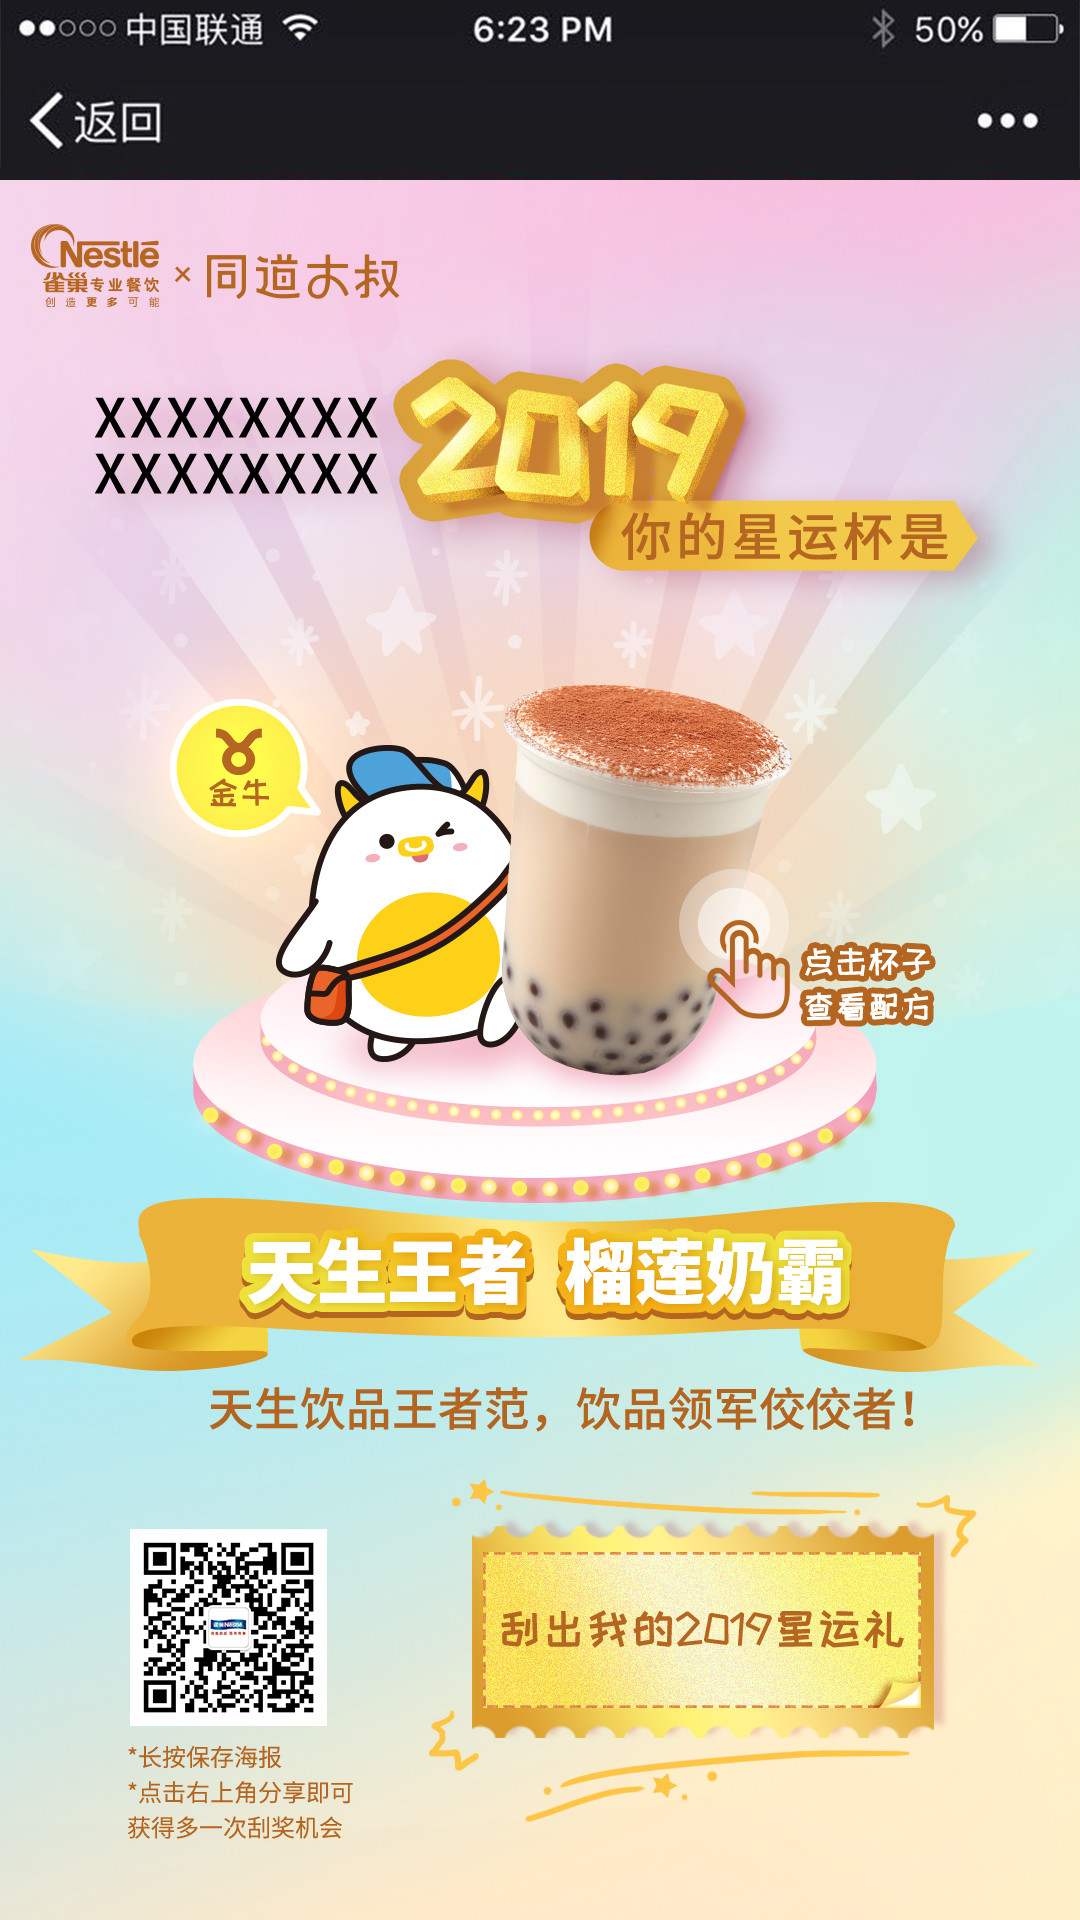 中国联通
6:23 PM
50%
返回
Nestlé
雀巢专业餐饮
创造更多可能
×
同道大叔
XXXXXXXX
XXXXXXXX
2019
你的星运杯是
金牛
点击杯子
查看配方
天生王者 榴莲奶霸
天生饮品王者范，饮品领军佼佼者！
刮出我的2019星运礼
*长按保存海报
*点击右上角分享即可
获得多一次刮奖机会